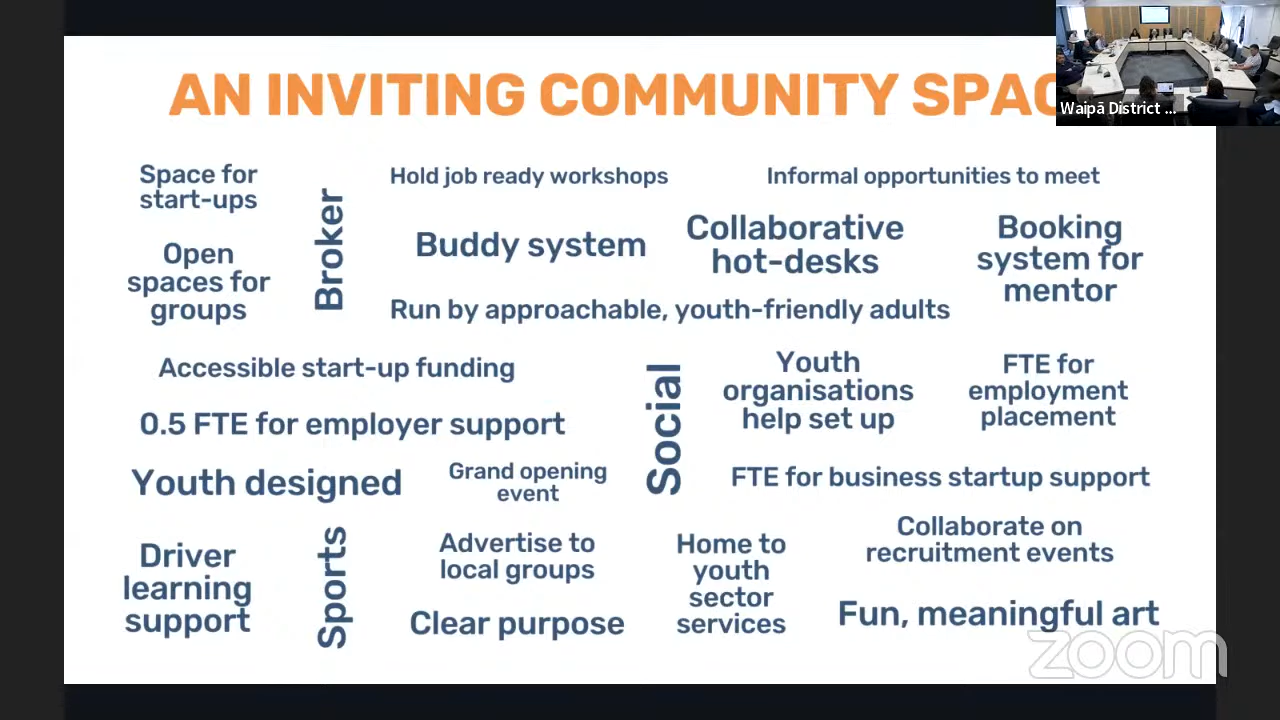 AN INVITING COMMUNITY SPAC
Waipā District ...
Space for
start-ups
Broker
Hold job ready workshops
Informal opportunities to meet
Open
spaces for
groups
Buddy system
Collaborative
hot-desks
Booking
system for
mentor
Run by approachable, youth-friendly adults
Accessible start-up funding
Social
Youth
organisations
help set up
FTE for
employment
placement
0.5 FTE for employer support
Youth designed
Grand opening
event
FTE for business startup support
Driver
learning
support
Sports
Advertise to
local groups
Home to
youth
sector
services
Collaborate on
recruitment events
Clear purpose
Fun, meaningful art
zoom